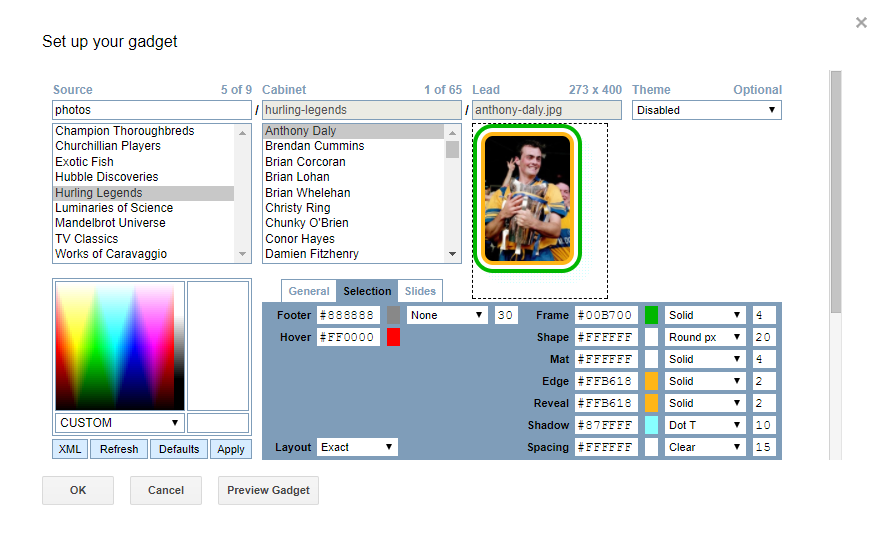 ×
Set up your gadget
Source 5 of 9 Cabinet 1 of 65 Lead 273 x 400 Theme Optional
photos / hurling-legends / anthony-daly.jpg Disabled
Champion Thoroughbreds
Churchillian Players
Exotic Fish
Hubble Discoveries
Hurling Legends
Luminaries of Science
Mandelbrot Universe
TV Classics
Works of Caravaggio
Anthony Daly
Brendan Cummins
Brian Corcoran
Brian Lohan
Brian Whelehan
Christy Ring
Chunky O'Brien
Conor Hayes
Damien Fitzhenry
General Selection Slides
Footer #888888 None 30 Frame #00B700 Solid 4
Hover #FF0000 Shape #FFFFFF Round px 20
Mat #FFFFFF Solid 4
Edge #FFB618 Solid 2
Reveal #FFB618 Solid 2
CUSTOM Shadow #87FFFF Dot T 10
XML Refresh Defaults Apply Layout Exact Spacing #FFFFFF Clear 15
OK Cancel Preview Gadget